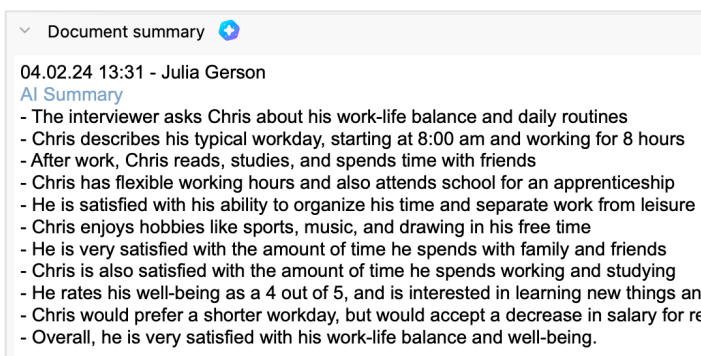 Document summary
04.02.24 13:31 - Julia Gerson
AI Summary
- The interviewer asks Chris about his work-life balance and daily routines
- Chris describes his typical workday, starting at 8:00 am and working for 8 hours
- After work, Chris reads, studies, and spends time with friends
- Chris has flexible working hours and also attends school for an apprenticeship
- He is satisfied with his ability to organize his time and separate work from leisure
- Chris enjoys hobbies like sports, music, and drawing in his free time
- He is very satisfied with the amount of time he spends with family and friends
- Chris is also satisfied with the amount of time he spends working and studying
- He rates his well-being as a 4 out of 5, and is interested in learning new things
- Chris would prefer a shorter workday, but would accept a decrease in salary for
- Overall, he is very satisfied with his work-life balance and well-being.